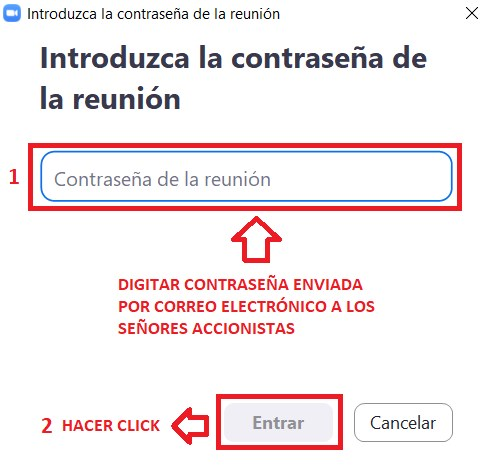 Introduzca la contraseña de la reunión
Introduzca la contraseña de
la reunión
1
Contraseña de la reunión
DIGITAR CONTRASEÑA ENVIADA
POR CORREO ELECTRÓNICO A LOS
SEÑORES ACCIONISTAS
2 HACER CLICK
Entrar
Cancelar